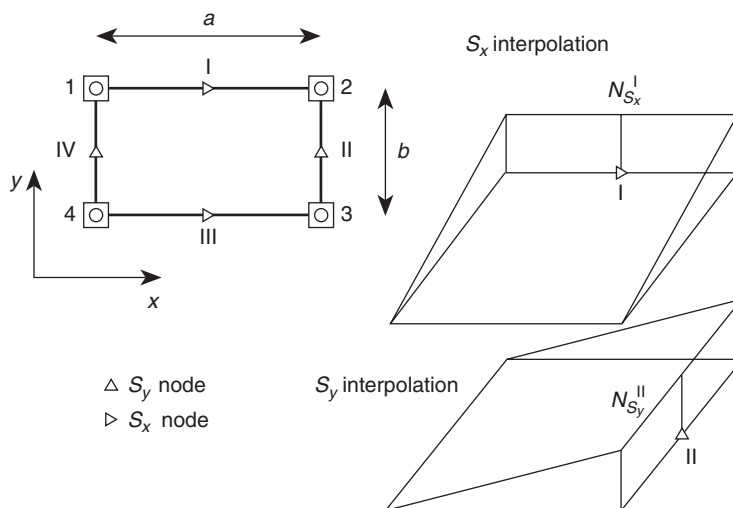 a
S_x interpolation
1
I
2
N_{S_x}^I
IV
II
b
y
I
4
3
III
x
△ S_y node
S_y interpolation
N_{S_y}^{II}
▷ S_x node
II